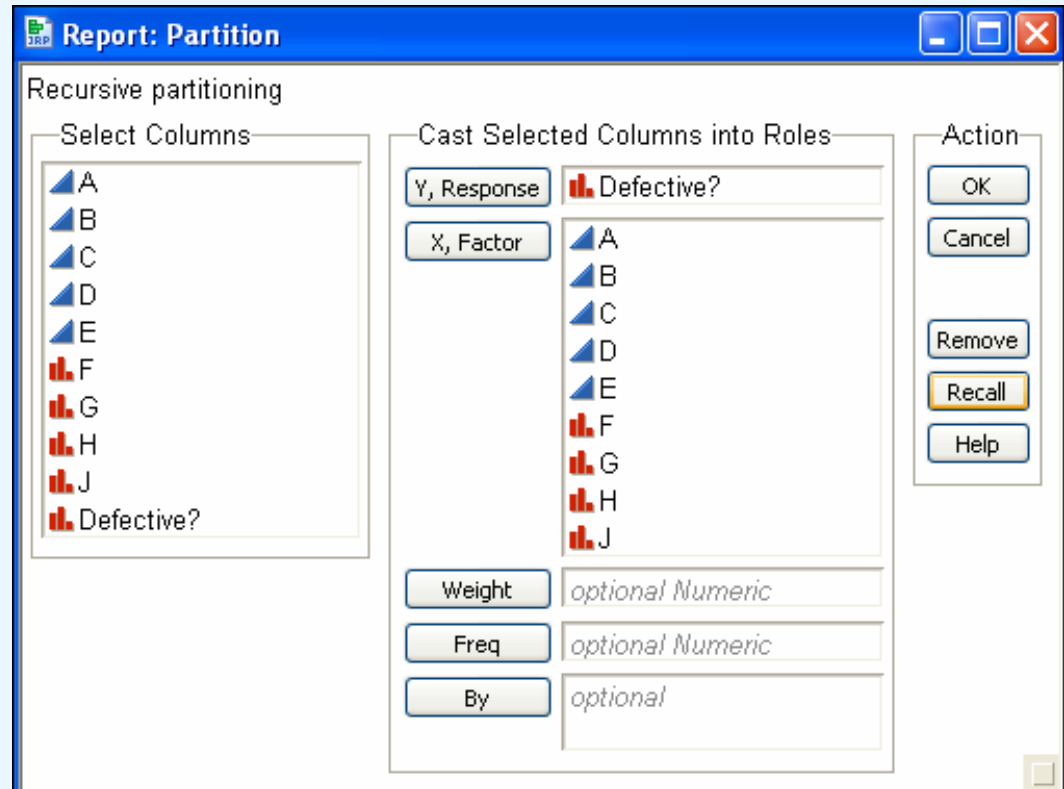 JRP
Report: Partition
Recursive partitioning
Select Columns
A
B
C
D
E
F
G
H
J
Defective?
Cast Selected Columns into Roles
Y, Response
Defective?
X, Factor
A
B
C
D
E
F
G
H
J
Weight
optional Numeric
Freq
optional Numeric
By
optional
Action
OK
Cancel
Remove
Recall
Help